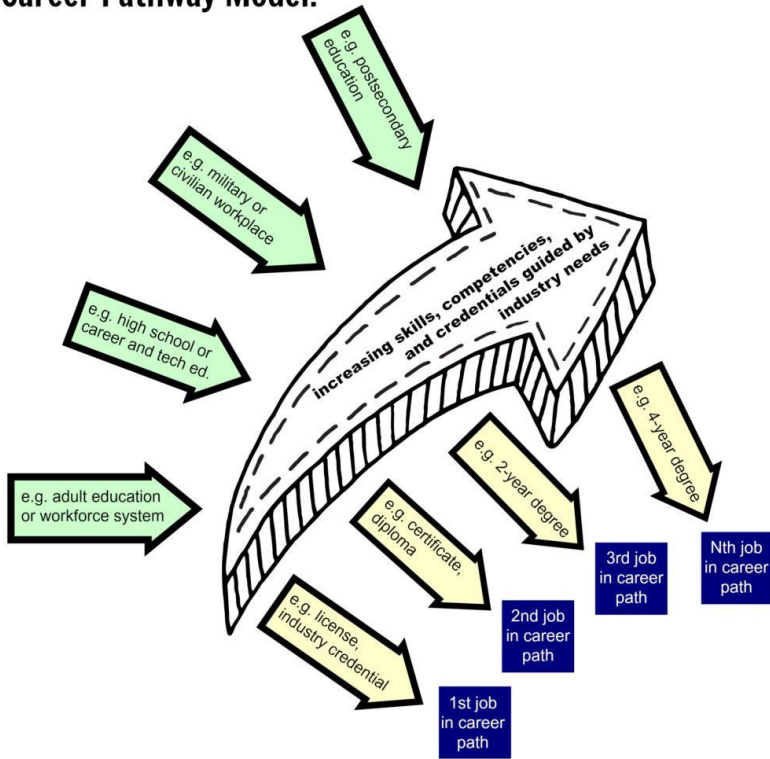 Career Pathway Model:
e.g. postsecondary
education
e.g. military or
civilian workplace
e.g. high school or
career and tech ed.
e.g. adult education
or workforce system
increasing skills, competencies,
and credentials guided by
industry needs
e.g. 4-year degree
e.g. 2-year degree
e.g. certificate,
diploma
e.g. license,
industry credential
Nth job
in career
path
3rd job
in career
path
2nd job
in career
path
1st job
in career
path